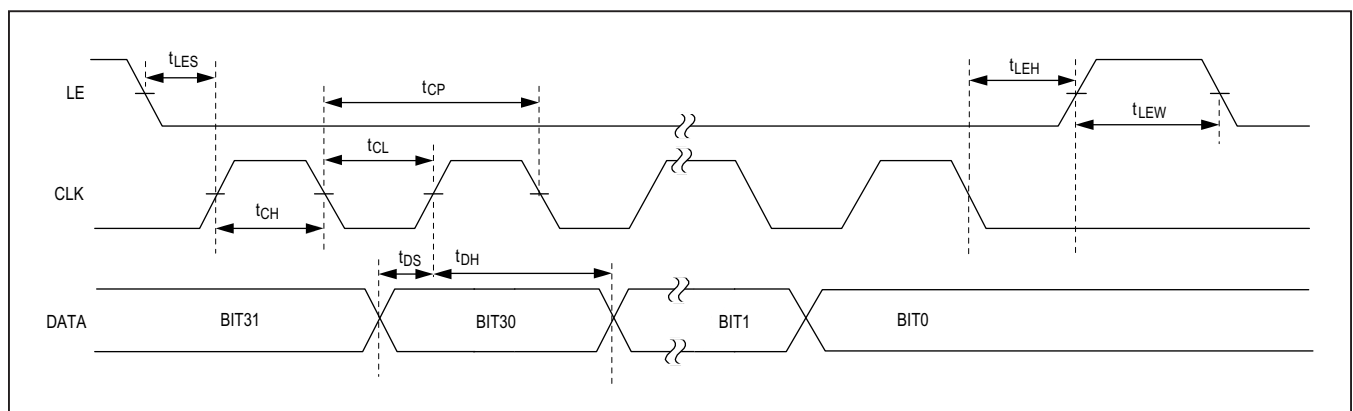 tLES
tLEH
tCP
LE
tLEW
tCL
CLK
tCH
tDS
tDH
DATA
BIT31
BIT30
BIT1
BIT0